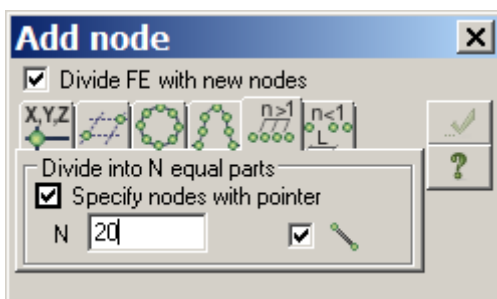 Add node
Divide FE with new nodes
X,Y,Z n>1 n<1 L
Divide into N equal parts
Specify nodes with pointer
N 20
?